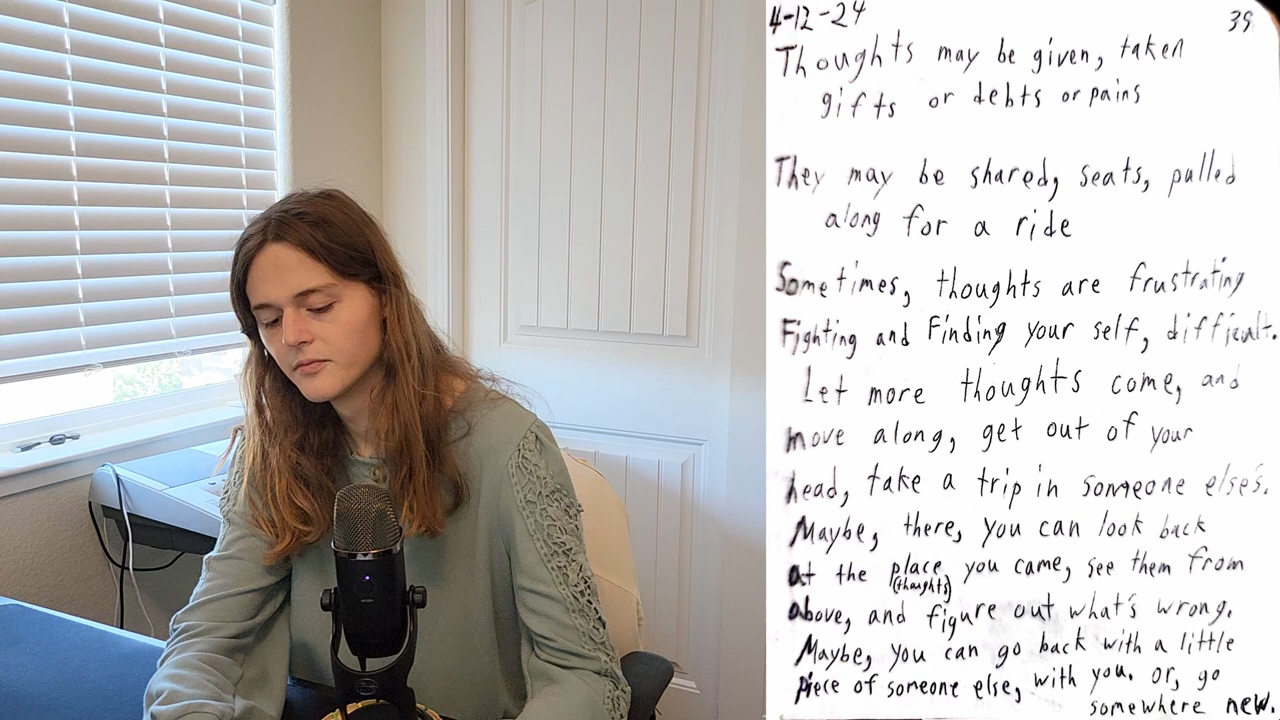 4-12-24 39
Thoughts may be given, taken
gifts or debts or pains
They may be shared, seats, pulled
along for a ride
Sometimes, thoughts are frustrating
Fighting and Finding your self, difficult.
Let more thoughts come, and
move along, get out of your
head, take a trip in someone else's.
Maybe, there, you can look back
at the place you came, see them from
(thoughts)
above, and figure out what's wrong.
Maybe, you can go back with a little
piece of someone else, with you. or, go
somewhere new.